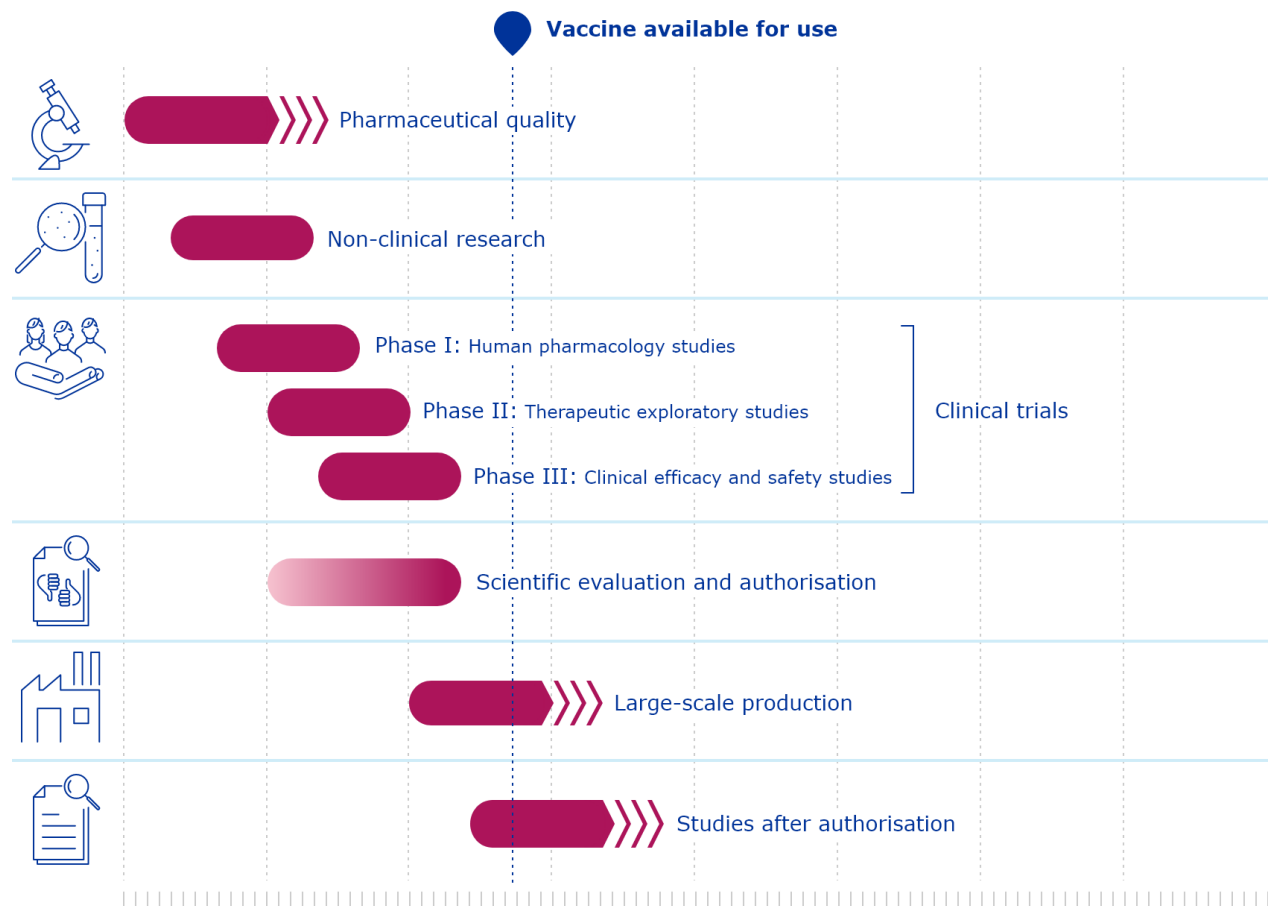 Vaccine available for use
Pharmaceutical quality
Non-clinical research
Phase I: Human pharmacology studies
Phase II: Therapeutic exploratory studies
Clinical trials
Phase III: Clinical efficacy and safety studies
Scientific evaluation and authorisation
Large-scale production
Studies after authorisation